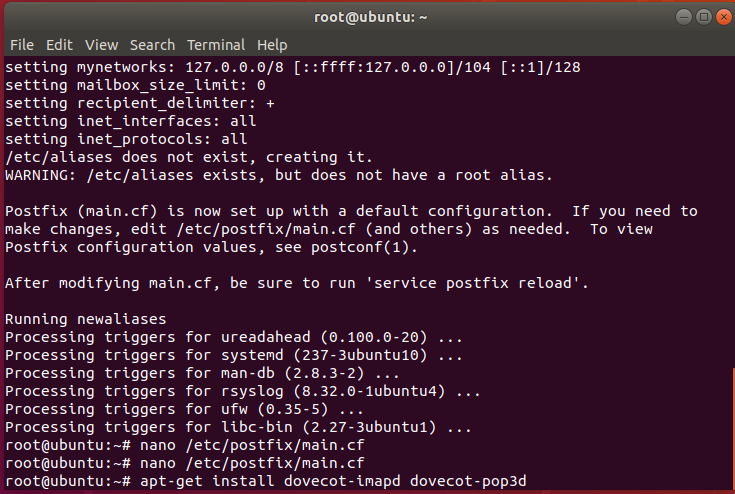 root@ubuntu: ~
File Edit View Search Terminal Help
setting mynetworks: 127.0.0.0/8 [::ffff:127.0.0.0]/104 [::1]/128
setting mailbox_size_limit: 0
setting recipient_delimiter: +
setting inet_interfaces: all
setting inet_protocols: all
/etc/aliases does not exist, creating it.
WARNING: /etc/aliases exists, but does not have a root alias.

Postfix (main.cf) is now set up with a default configuration.  If you need to
make changes, edit /etc/postfix/main.cf (and others) as needed.  To view
Postfix configuration values, see postconf(1).

After modifying main.cf, be sure to run 'service postfix reload'.

Running newaliases
Processing triggers for ureadahead (0.100.0-20) ...
Processing triggers for systemd (237-3ubuntu10) ...
Processing triggers for man-db (2.8.3-2) ...
Processing triggers for rsyslog (8.32.0-1ubuntu4) ...
Processing triggers for ufw (0.35-5) ...
Processing triggers for libc-bin (2.27-3ubuntu1) ...
root@ubuntu:~# nano /etc/postfix/main.cf
root@ubuntu:~# nano /etc/postfix/main.cf
root@ubuntu:~# apt-get install dovecot-imapd dovecot-pop3d